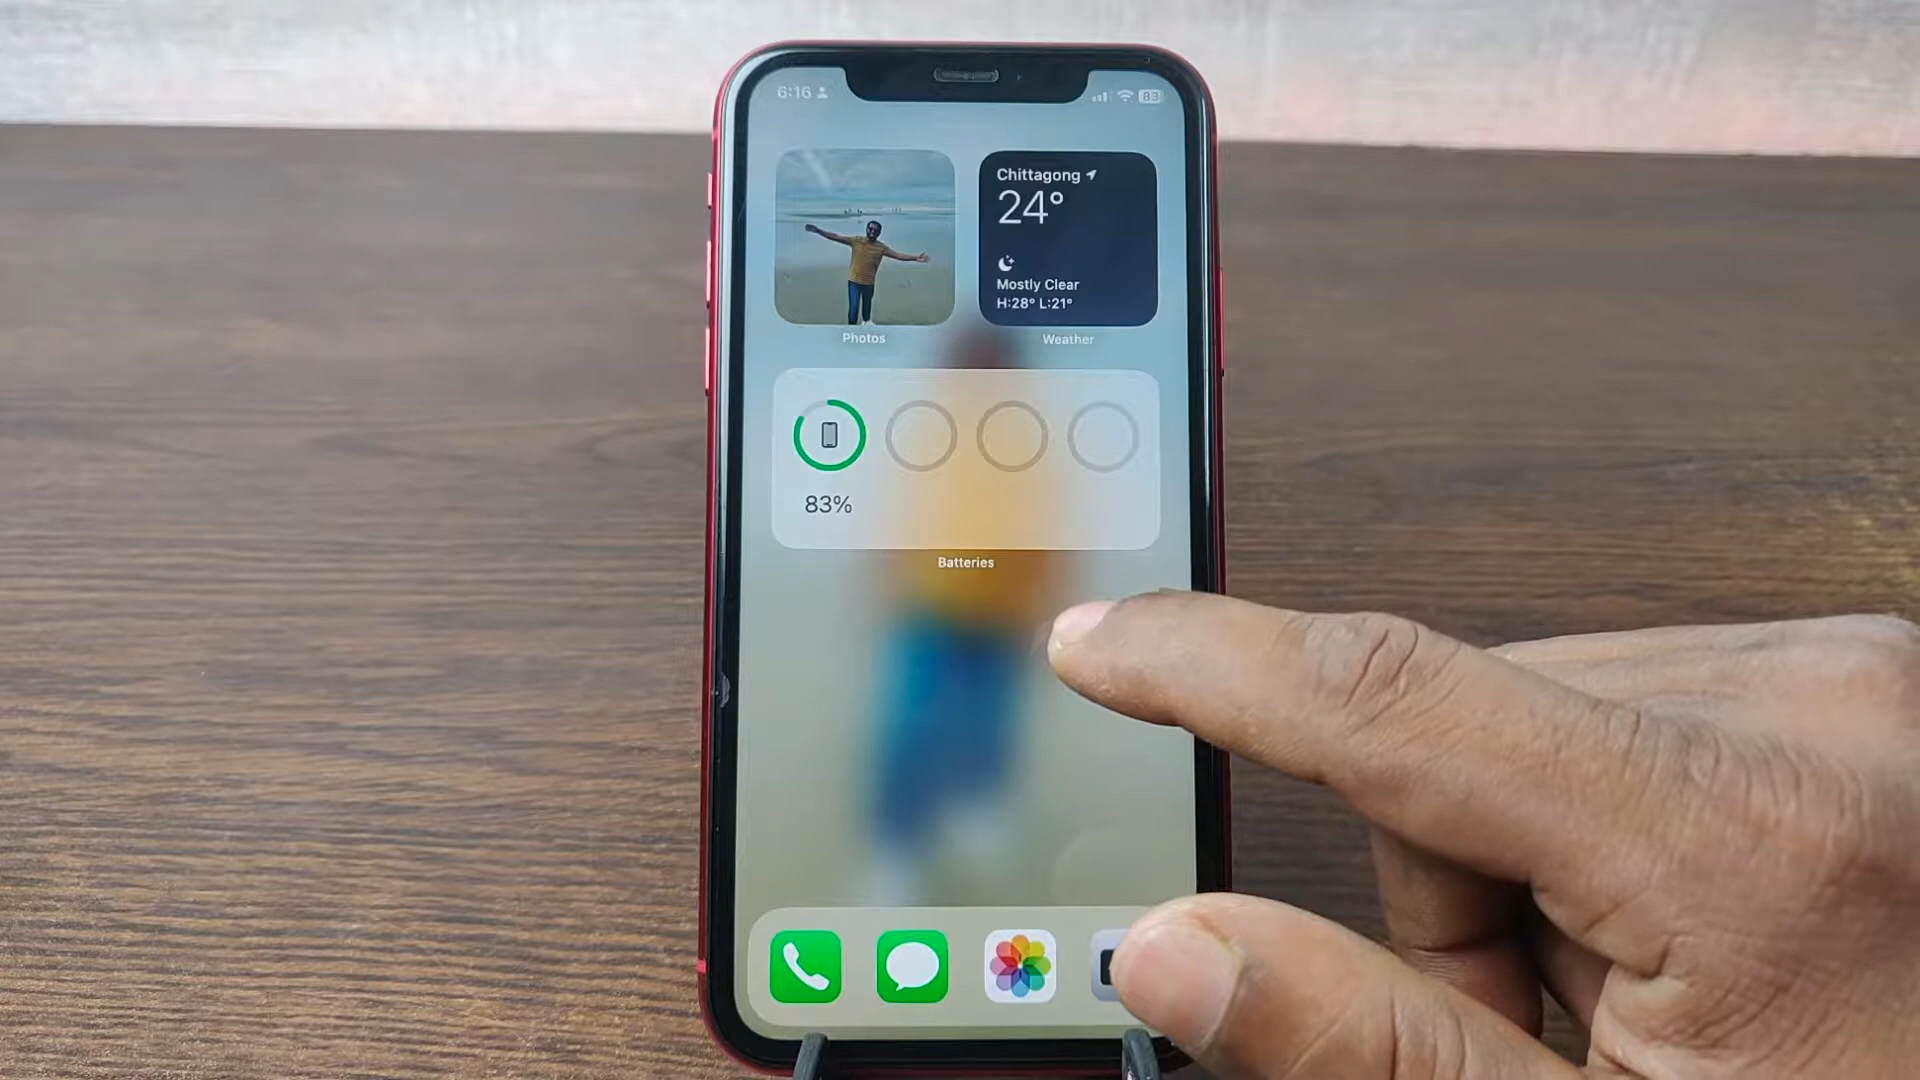 6:16
83
Chittagong
24°
Mostly Clear
H:28° L:21°
Photos
Weather
83%
Batteries